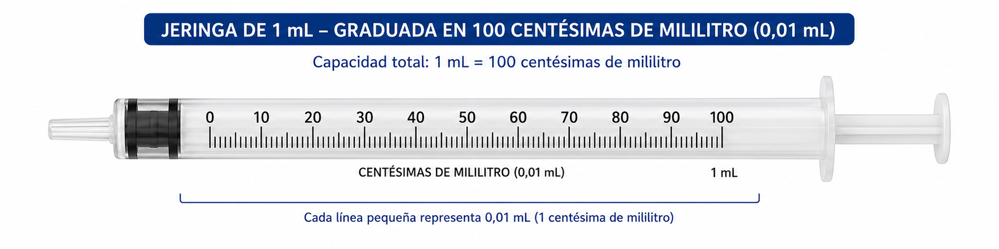 JERINGA DE 1 mL – GRADUADA EN 100 CENTÉSIMAS DE MILILITRO (0,01 mL)
Capacidad total: 1 mL = 100 centésimas de mililitro
0 10 20 30 40 50 60 70 80 90 100
CENTÉSIMAS DE MILILITRO (0,01 mL) 1 mL
Cada línea pequeña representa 0,01 mL (1 centésima de mililitro)